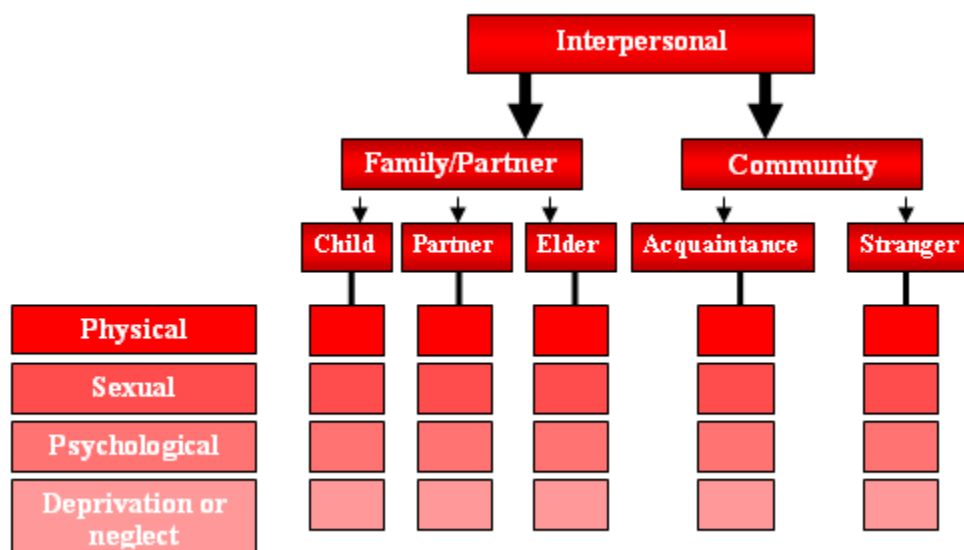 Interpersonal
Family/Partner
Community
Child
Partner
Elder
Acquaintance
Stranger
Physical
Sexual
Psychological
Deprivation or
neglect